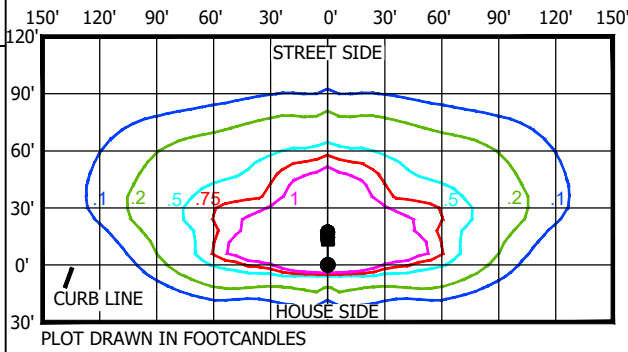 150' 120' 90' 60' 30' 0' 30' 60' 90' 120' 150'
120'
STREET SIDE
90'
60'
.1 .2 .5 .75 1 .5 .2 .1
30'
0'
CURB LINE
HOUSE SIDE
30'
PLOT DRAWN IN FOOTCANDLES